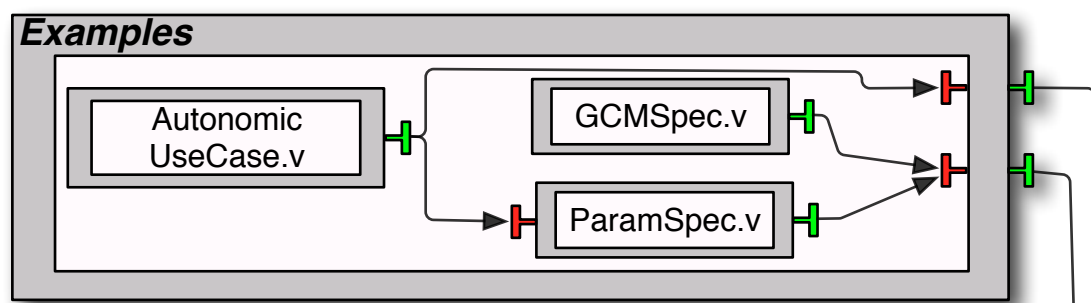 Examples
Autonomic
UseCase.v
GCMSpec.v
ParamSpec.v